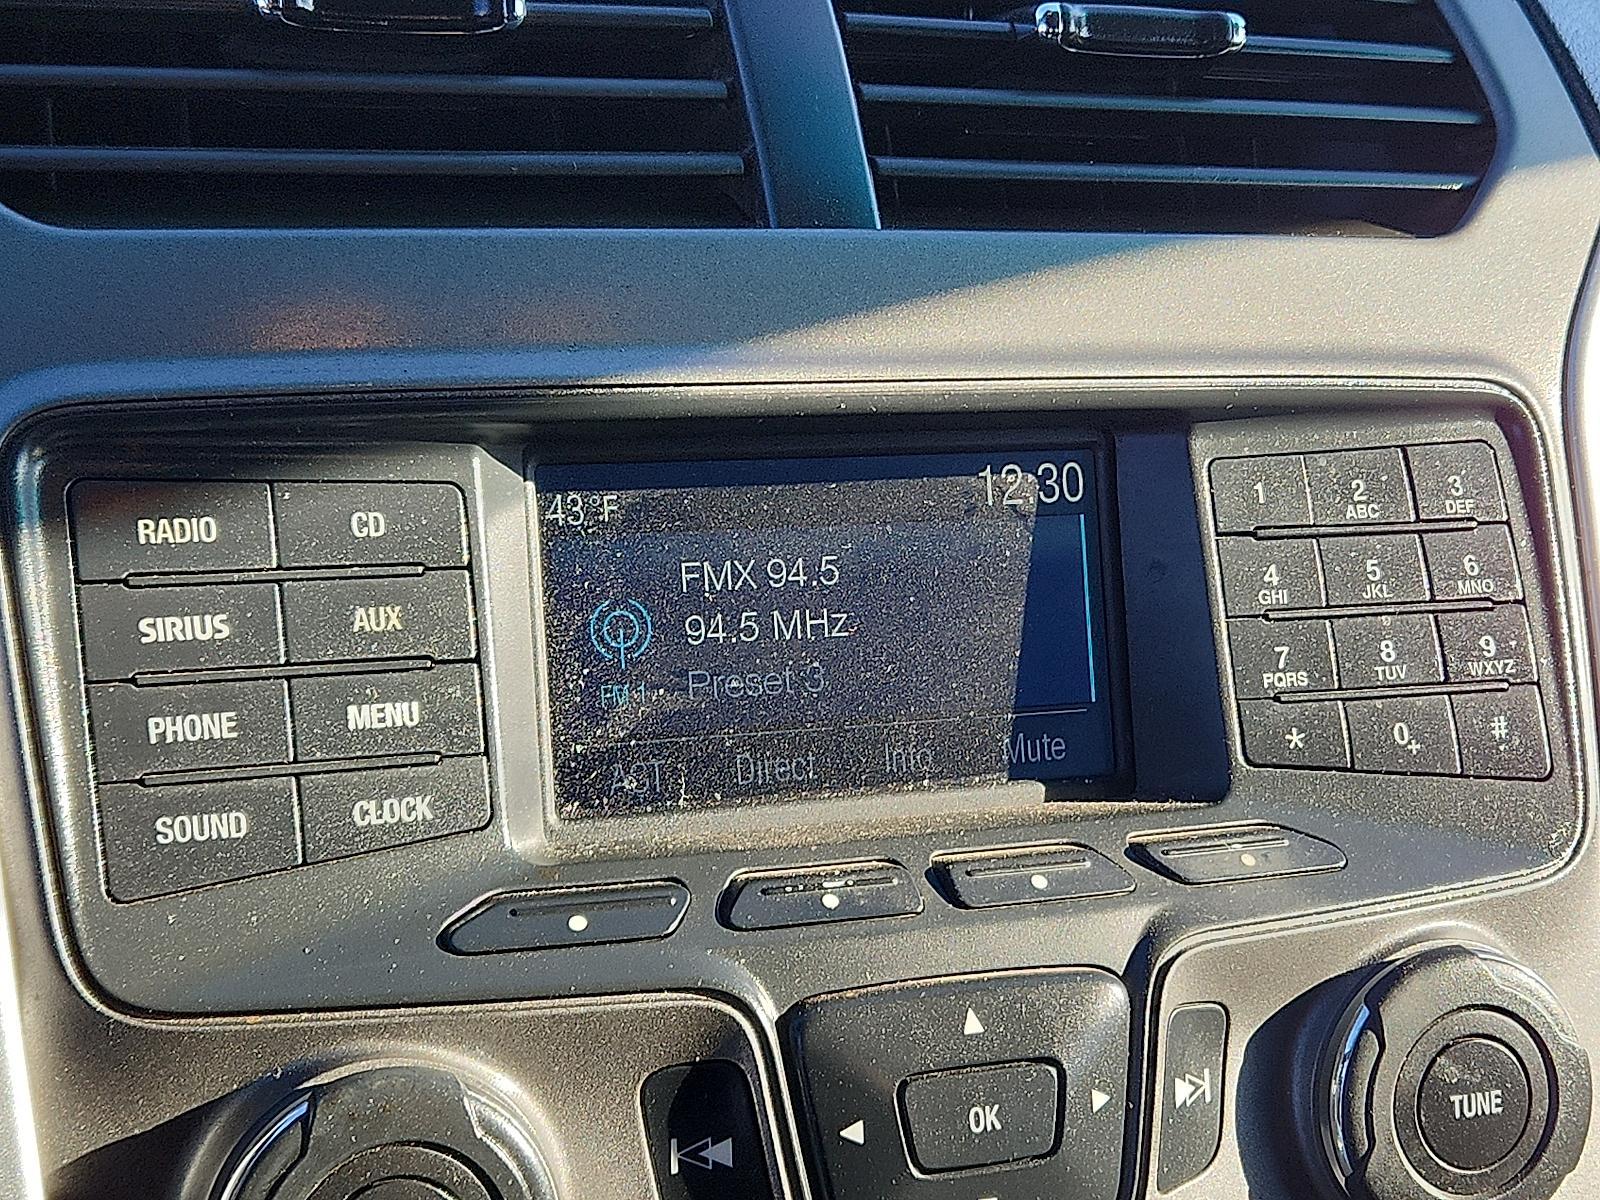 43°F
12:30
FMX 94.5
94.5 MHz
Preset 3
FM 1
AST Direct Info Mute
RADIO CD
SIRIUS AUX
PHONE MENU
SOUND CLOCK
1 2 ABC 3 DEF
4 GHI 5 JKL 6 MNO
7 PQRS 8 TUV 9 WXYZ
* 0+ #
OK
TUNE